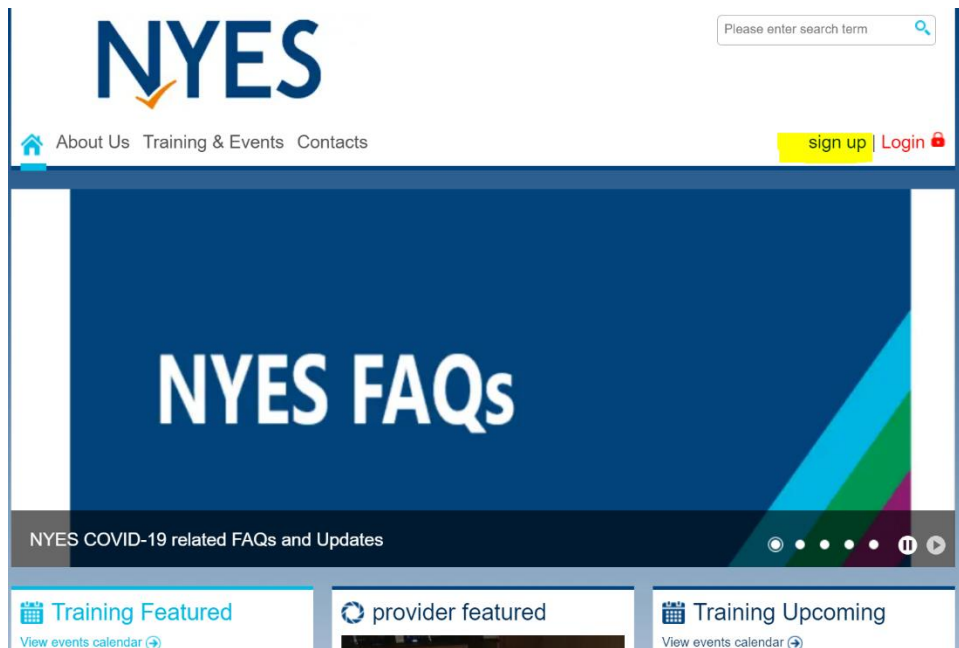 NYES
Please enter search term
About Us Training & Events Contacts
sign up | Login
NYES FAQs
NYES COVID-19 related FAQs and Updates
Training Featured
View events calendar
provider featured
Training Upcoming
View events calendar